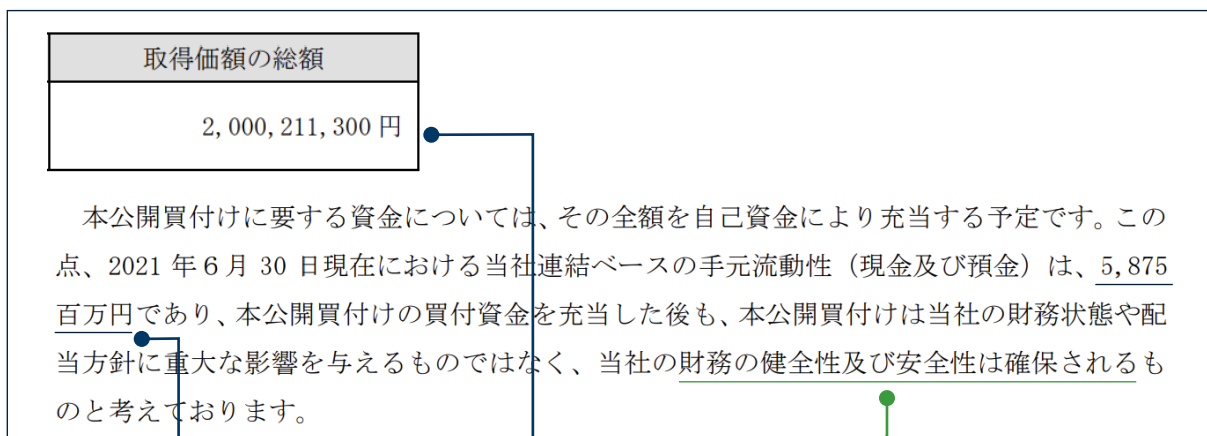 取得価額の総額
2,000,211,300 円
本公開買付けに要する資金については、その全額を自己資金により充当する予定です。この
点、2021 年６月 30 日現在における当社連結ベースの手元流動性（現金及び預金）は、5,875
百万円であり、本公開買付けの買付資金を充当した後も、本公開買付けは当社の財務状態や配
当方針に重大な影響を与えるものではなく、当社の財務の健全性及び安全性は確保されるも
のと考えております。